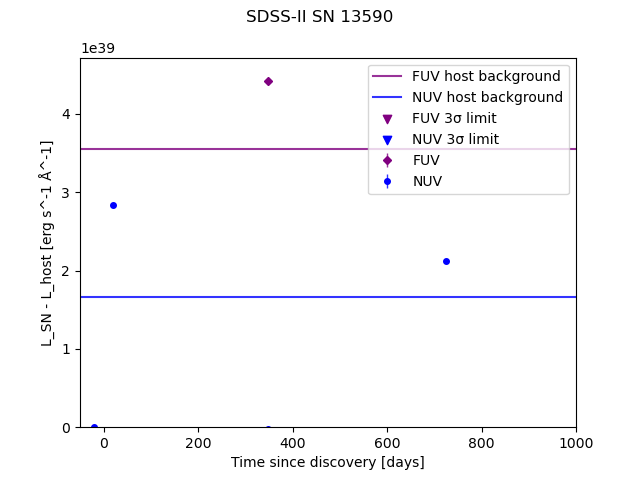 SDSS-II SN 13590
1e39
FUV host background
NUV host background
FUV 3σ limit
NUV 3σ limit
FUV
NUV
L_SN - L_host [erg s^-1 Å^-1]
4
3
2
1
0
0 200 400 600 800 1000
Time since discovery [days]